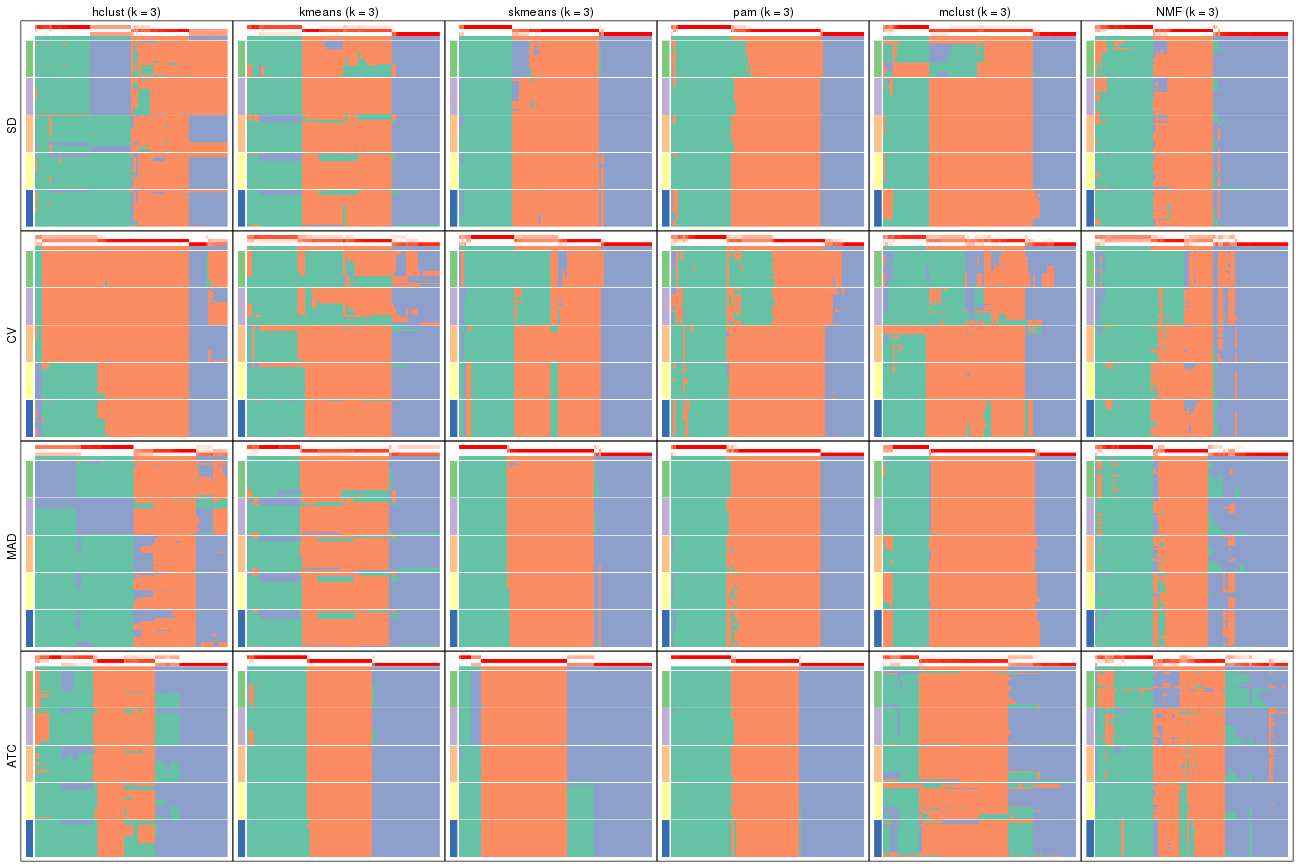 hclust (k = 3)
kmeans (k = 3)
skmeans (k = 3)
pam (k = 3)
mclust (k = 3)
NMF (k = 3)
SD
CV
MAD
ATC